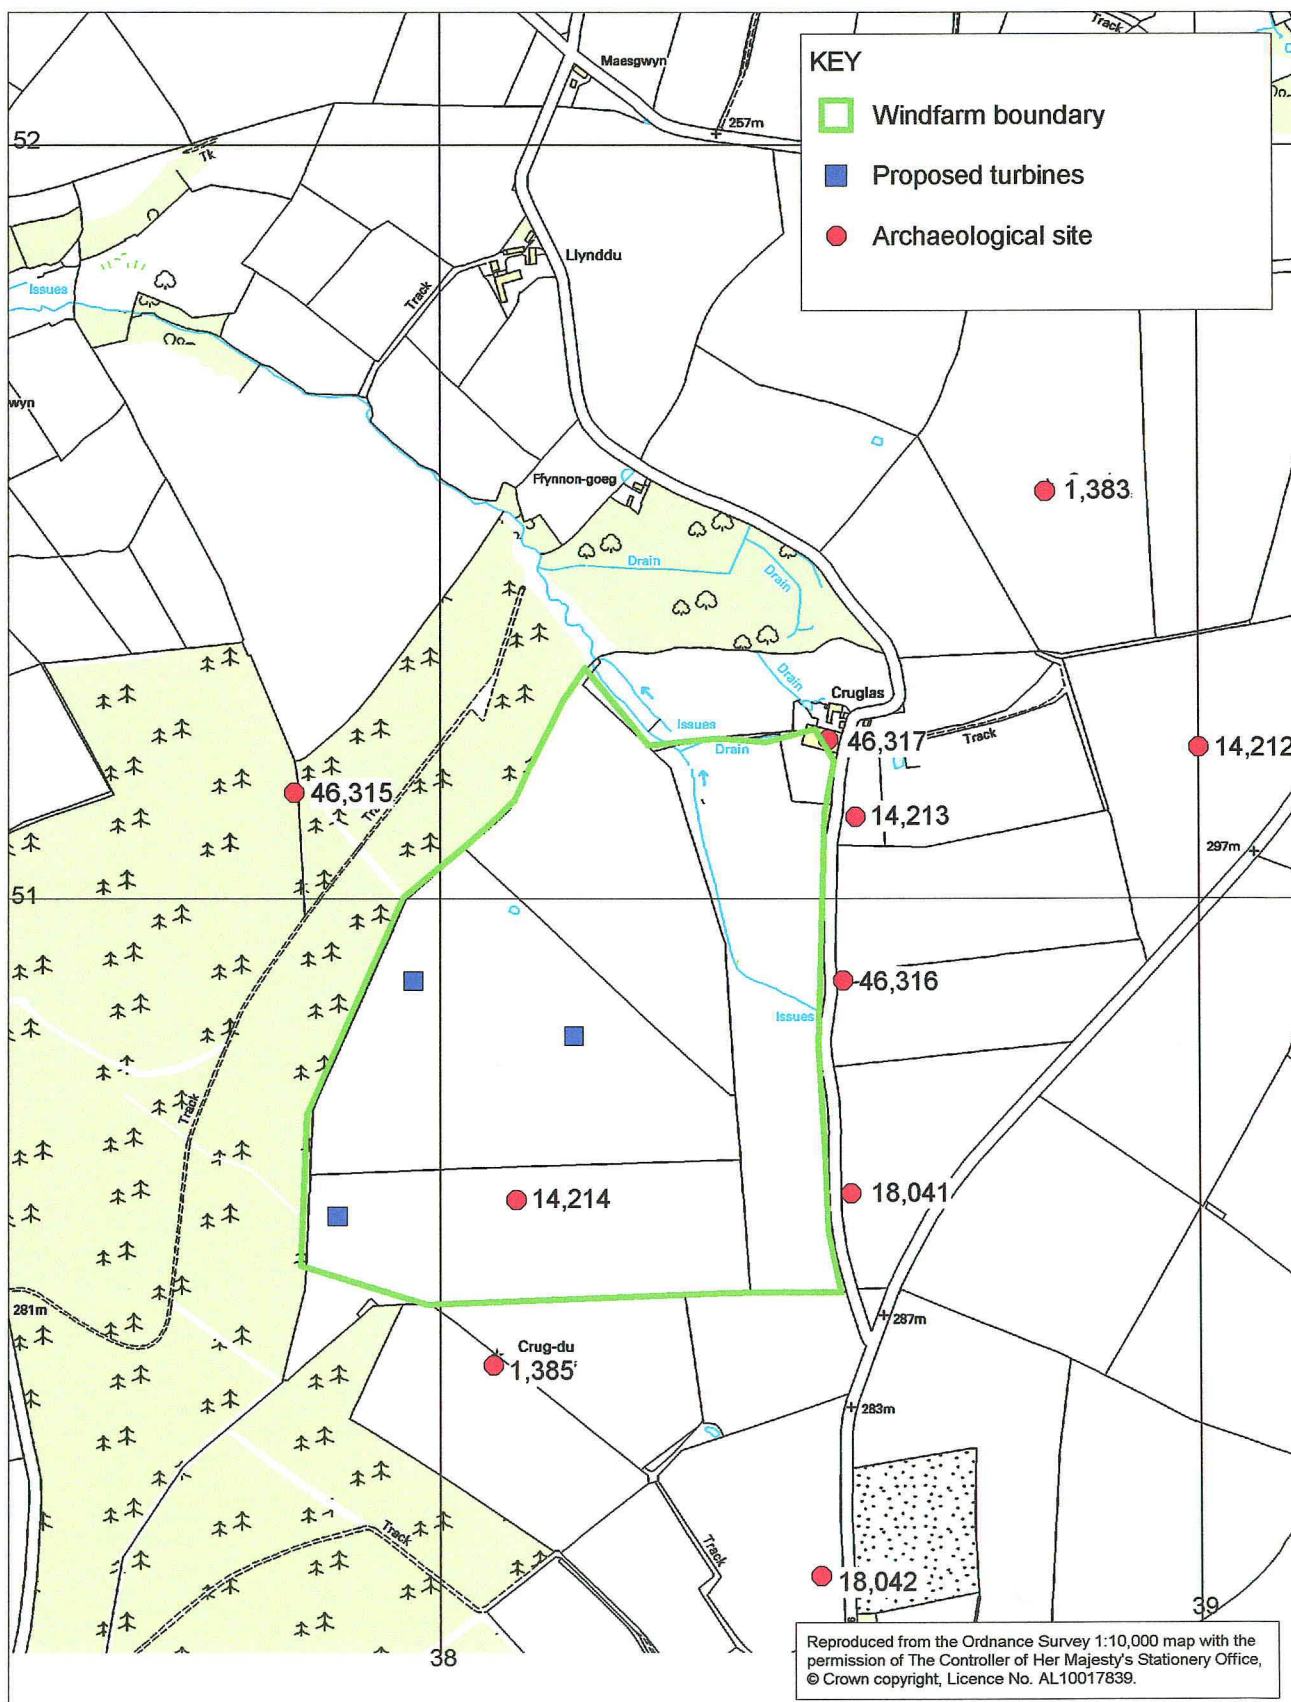 Track
Maesgwyn
KEY
Windfarm boundary
Proposed turbines
Archaeological site
257m
52
Tk
Llynddu
Issues
Track
wyn
Ffynnon-goeg
1,383
Drain
Drain
Drain
Cruglas
Issues
Drain
46,317
Track
14,212
46,315
14,213
297m
51
46,316
Issues
Track
14,214
18,041
281m
287m
Crug-du
1,385
283m
Track
Track
18,042
39
38
Reproduced from the Ordnance Survey 1:10,000 map with the
permission of The Controller of Her Majesty's Stationery Office,
© Crown copyright, Licence No. AL10017839.